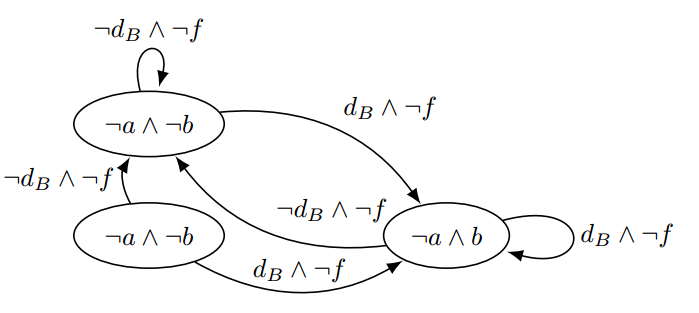 ¬d_B ∧ ¬f
d_B ∧ ¬f
¬a ∧ ¬b
¬d_B ∧ ¬f
¬d_B ∧ ¬f
¬a ∧ ¬b
¬a ∧ b
d_B ∧ ¬f
d_B ∧ ¬f